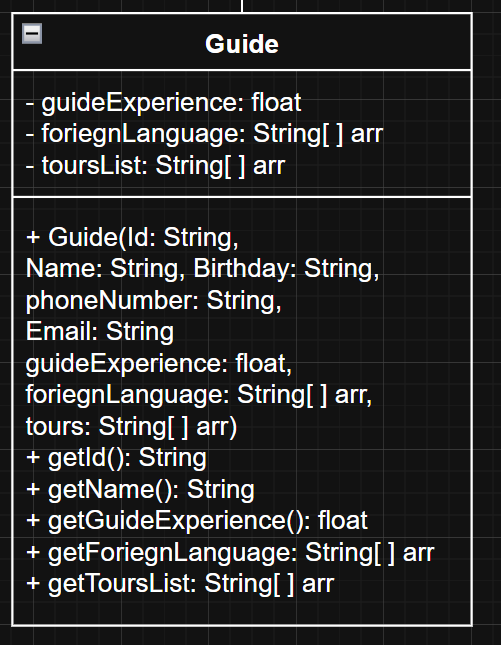 Guide
- guideExperience: float
- foriegnLanguage: String[ ] arr
- toursList: String[ ] arr
+ Guide(Id: String,
Name: String, Birthday: String,
phoneNumber: String,
Email: String
guideExperience: float,
foriegnLanguage: String[ ] arr,
tours: String[ ] arr)
+ getId(): String
+ getName(): String
+ getGuideExperience(): float
+ getForiegnLanguage: String[ ] arr
+ getToursList: String[ ] arr